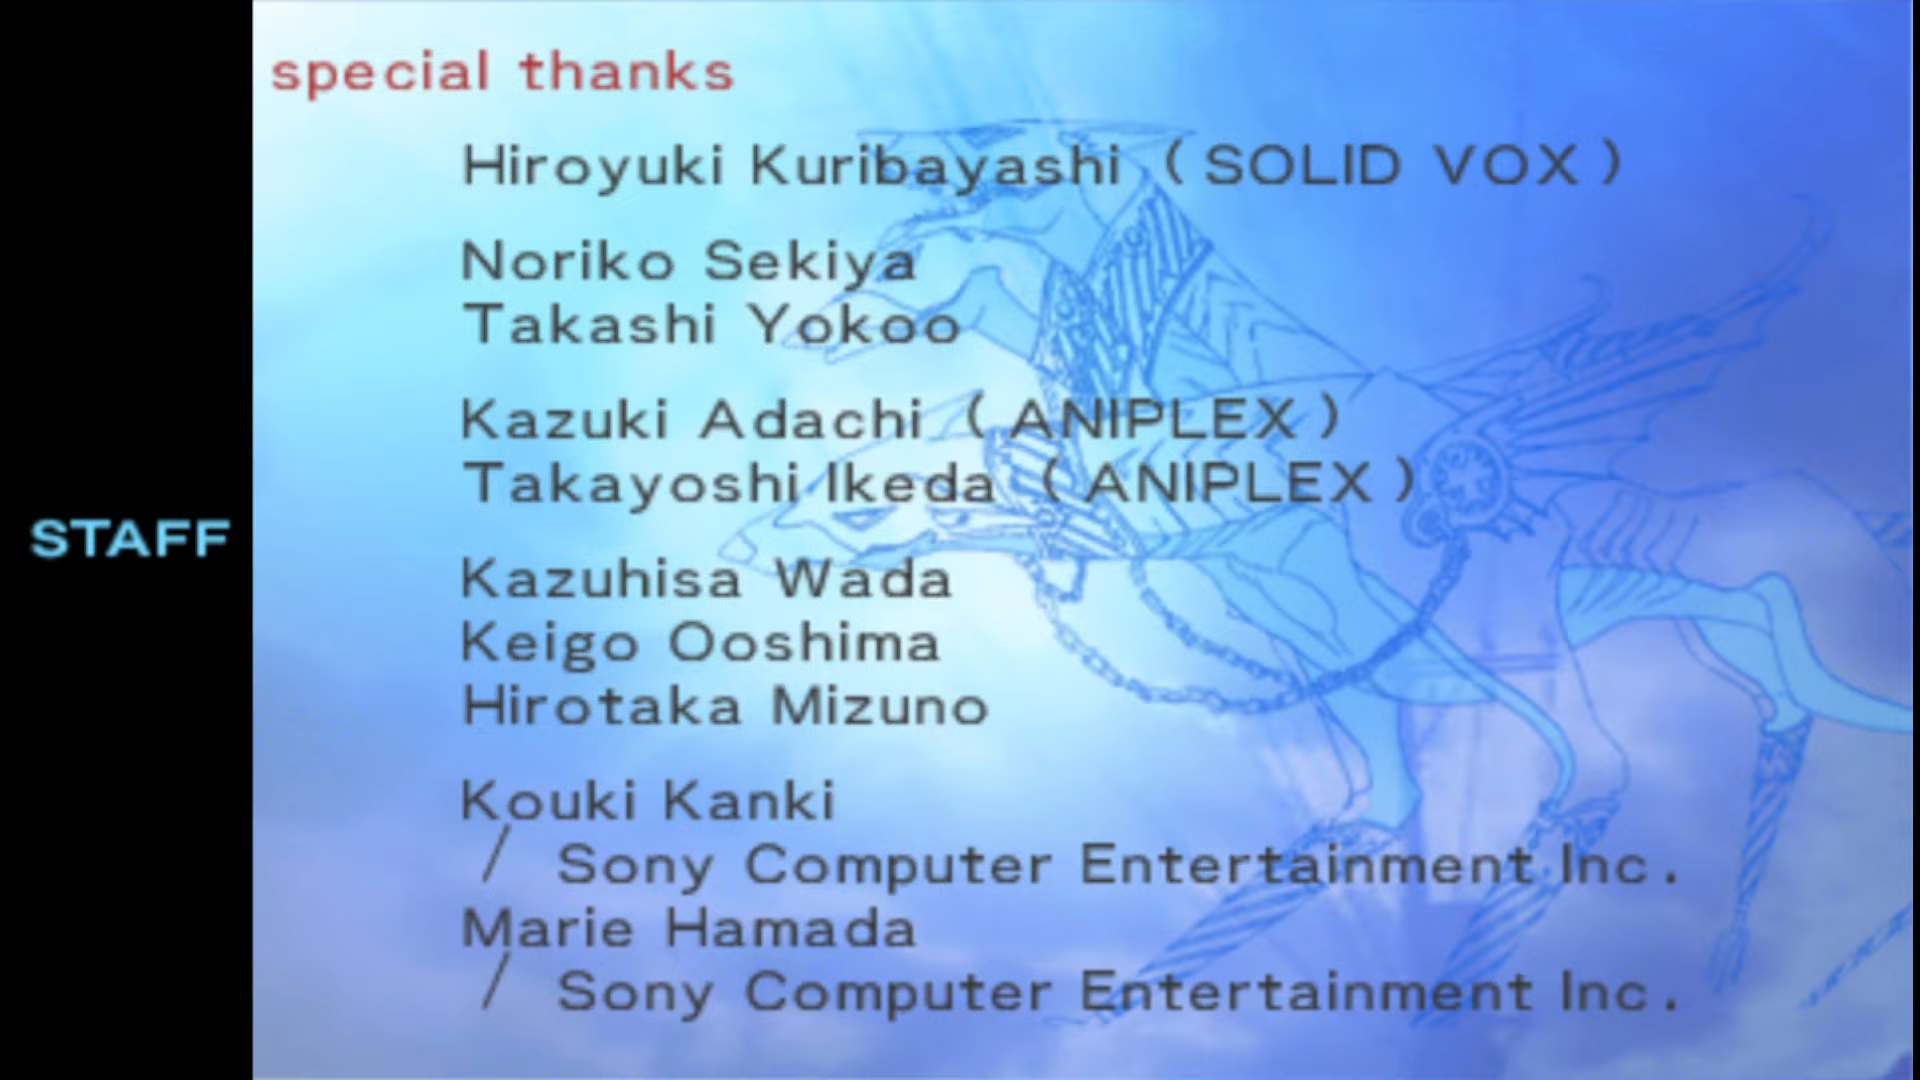 special thanks
Hiroyuki Kuribayashi ( SOLID VOX )
Noriko Sekiya
Takashi Yokoo
Kazuki Adachi ( ANIPLEX )
Takayoshi Ikeda ( ANIPLEX )
STAFF
Kazuhisa Wada
Keigo Ooshima
Hirotaka Mizuno
Kouki Kanki
/ Sony Computer Entertainment Inc.
Marie Hamada
/ Sony Computer Entertainment Inc.